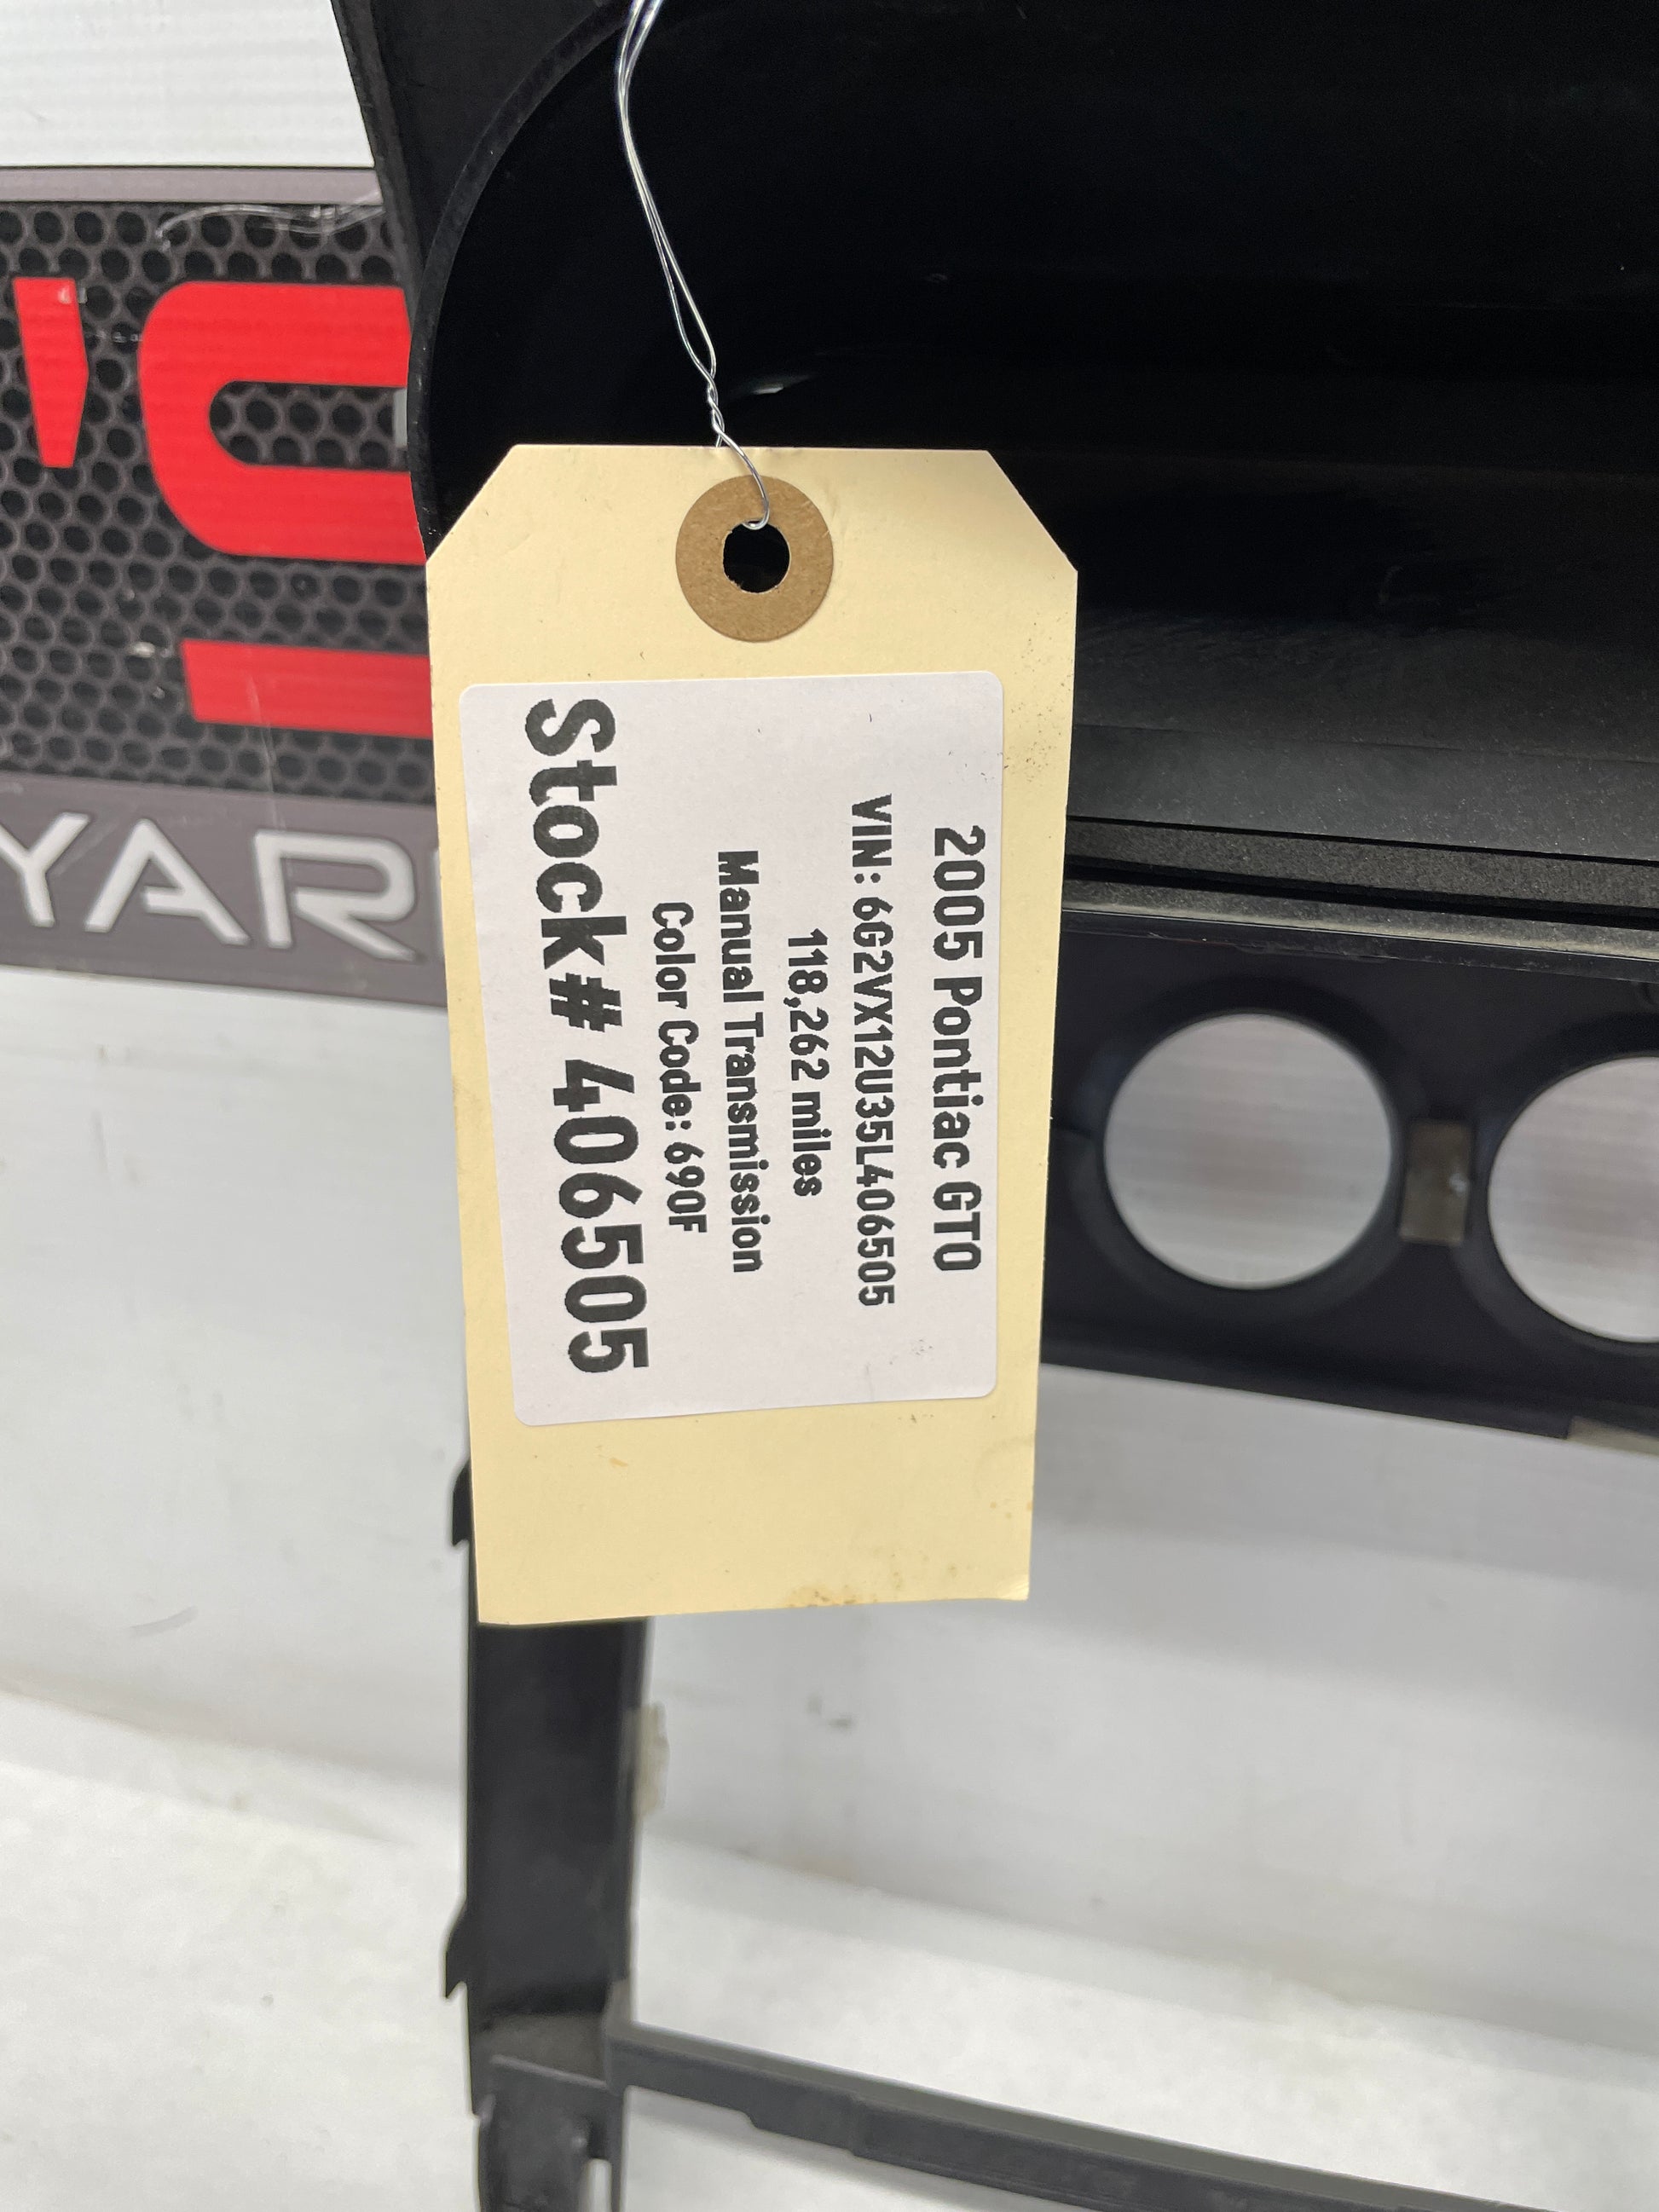 2005 Pontiac GTO
VIN: 6G2VX12U35L406505
118,262 miles
Manual Transmission
Color Code: 690F
Stock# 406505
'S
YAR